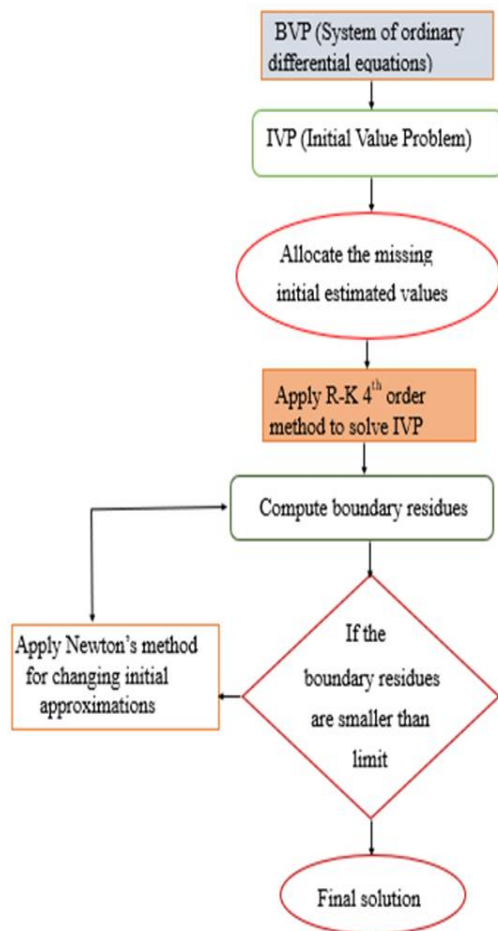 BVP (System of ordinary
differential equations)
IVP (Initial Value Problem)
Allocate the missing
initial estimated values
Apply R-K 4th order
method to solve IVP
Compute boundary residues
Apply Newton's method
for changing initial
approximations
If the
boundary residues
are smaller than
limit
Final solution